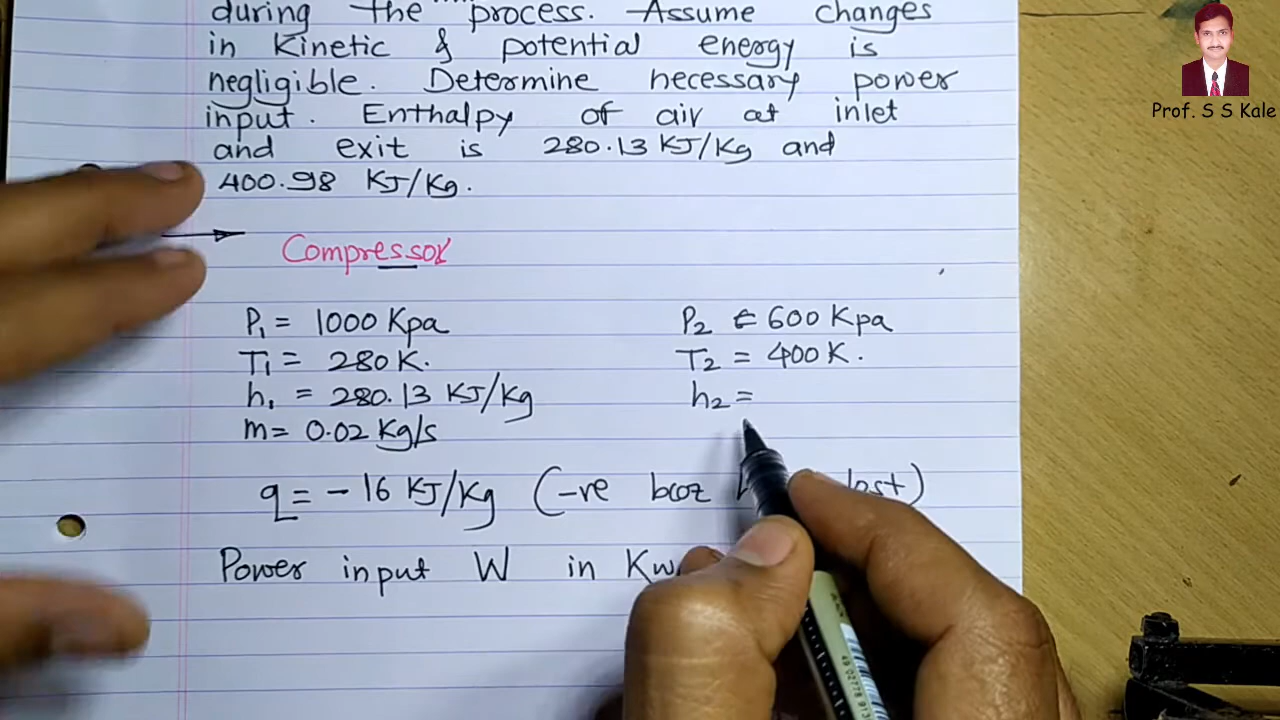 during the process. Assume changes
in Kinetic & potential energy is
negligible. Determine necessary power
input. Enthalpy of air at inlet
and exit is 280.13 KJ/Kg and
400.98 KJ/Kg.
Compressor
P1 = 1000 Kpa
T1 = 280 K.
h1 = 280.13 KJ/Kg
m = 0.02 Kg/s
P2 = 600 Kpa
T2 = 400 K.
h2 =
q = -16 KJ/Kg (-ve bcoz lost)
Power input W in Kw
Prof. S S Kale